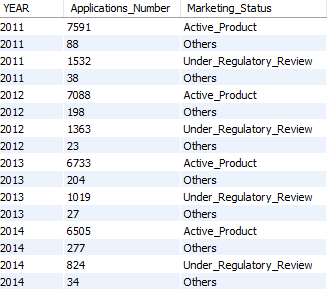 YEAR Applications_Number Marketing_Status
2011 7591 Active_Product
2011 88 Others
2011 1532 Under_Regulatory_Review
2011 38 Others
2012 7088 Active_Product
2012 198 Others
2012 1363 Under_Regulatory_Review
2012 23 Others
2013 6733 Active_Product
2013 204 Others
2013 1019 Under_Regulatory_Review
2013 27 Others
2014 6505 Active_Product
2014 277 Others
2014 824 Under_Regulatory_Review
2014 34 Others